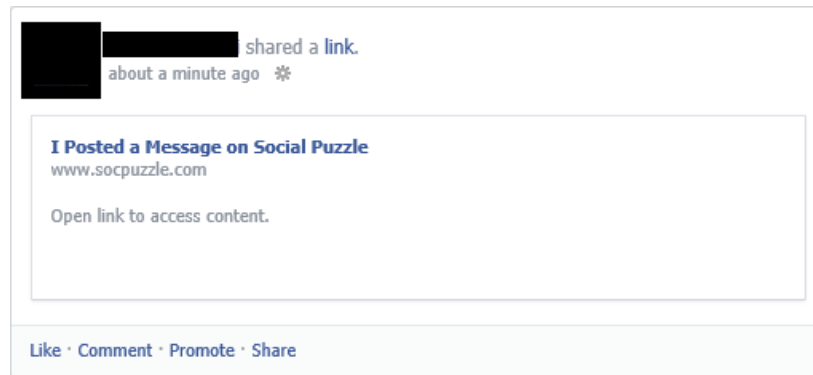 shared a link.
about a minute ago
I Posted a Message on Social Puzzle
www.socpuzzle.com
Open link to access content.
Like · Comment · Promote · Share